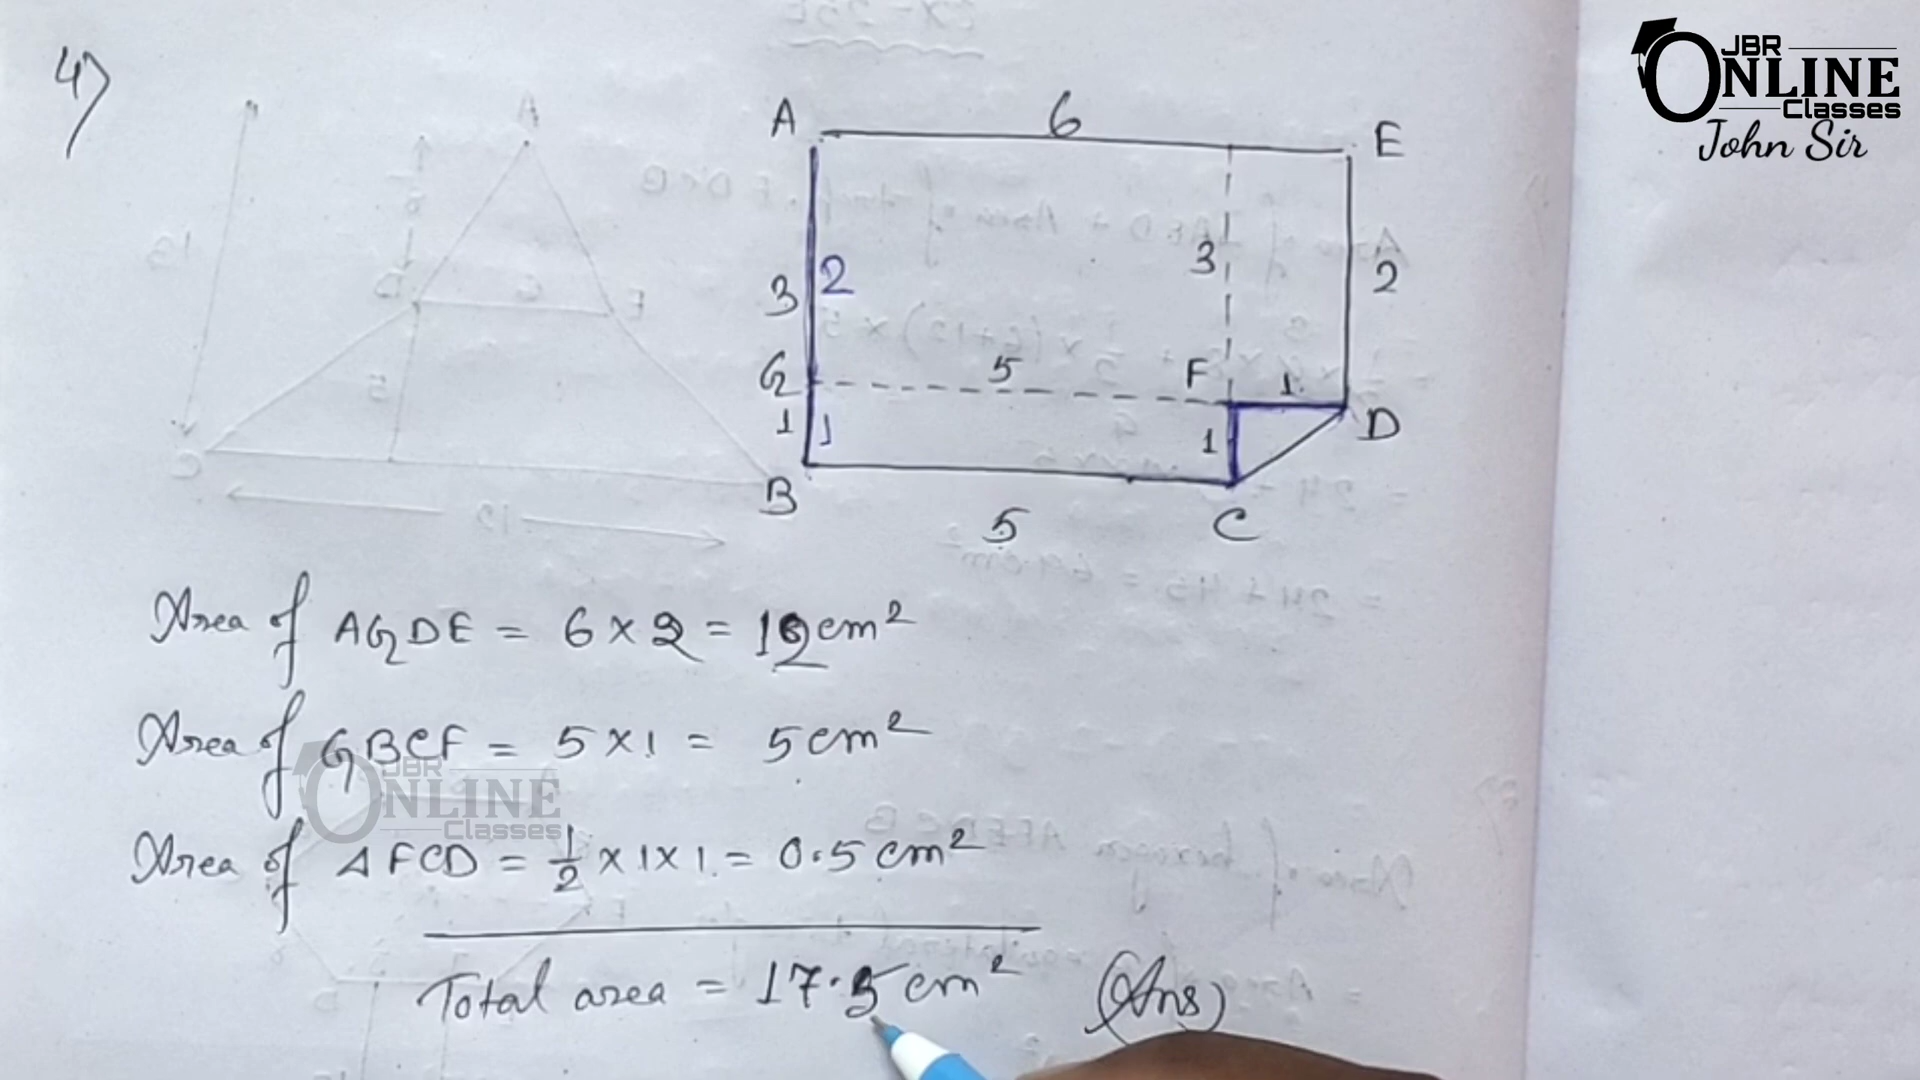 4)
JBR
ONLINE
Classes
John Sir
A 6 E
3 2 3 2
G 5 F 1 D
1 1 1
B 5 C
Area of AGDE = 6 × 2 = 12 cm²
Area of GBCF = 5 × 1 = 5 cm²
JBR
ONLINE
Classes
Area of Δ FCD = 1/2 × 1 × 1 = 0.5 cm²
Total area = 17.5 cm² (Ans)